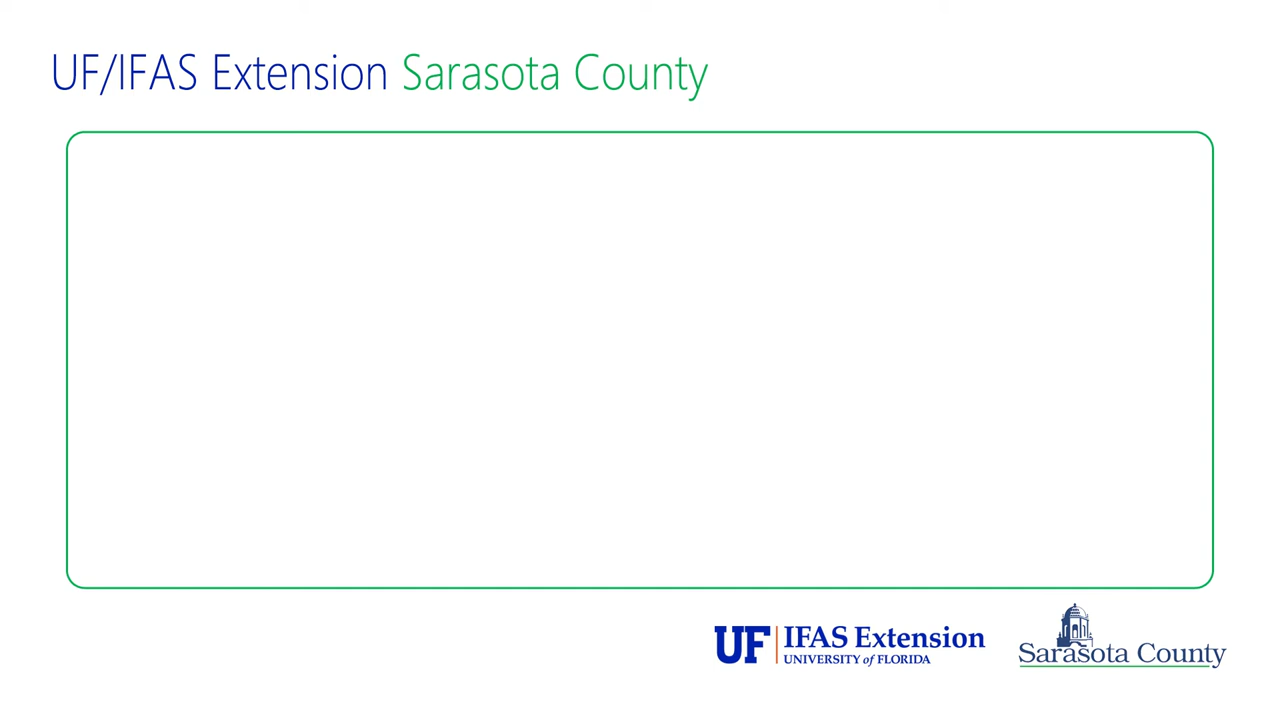 UF/IFAS Extension Sarasota County
UF | IFAS Extension
UNIVERSITY of FLORIDA
Sarasota County